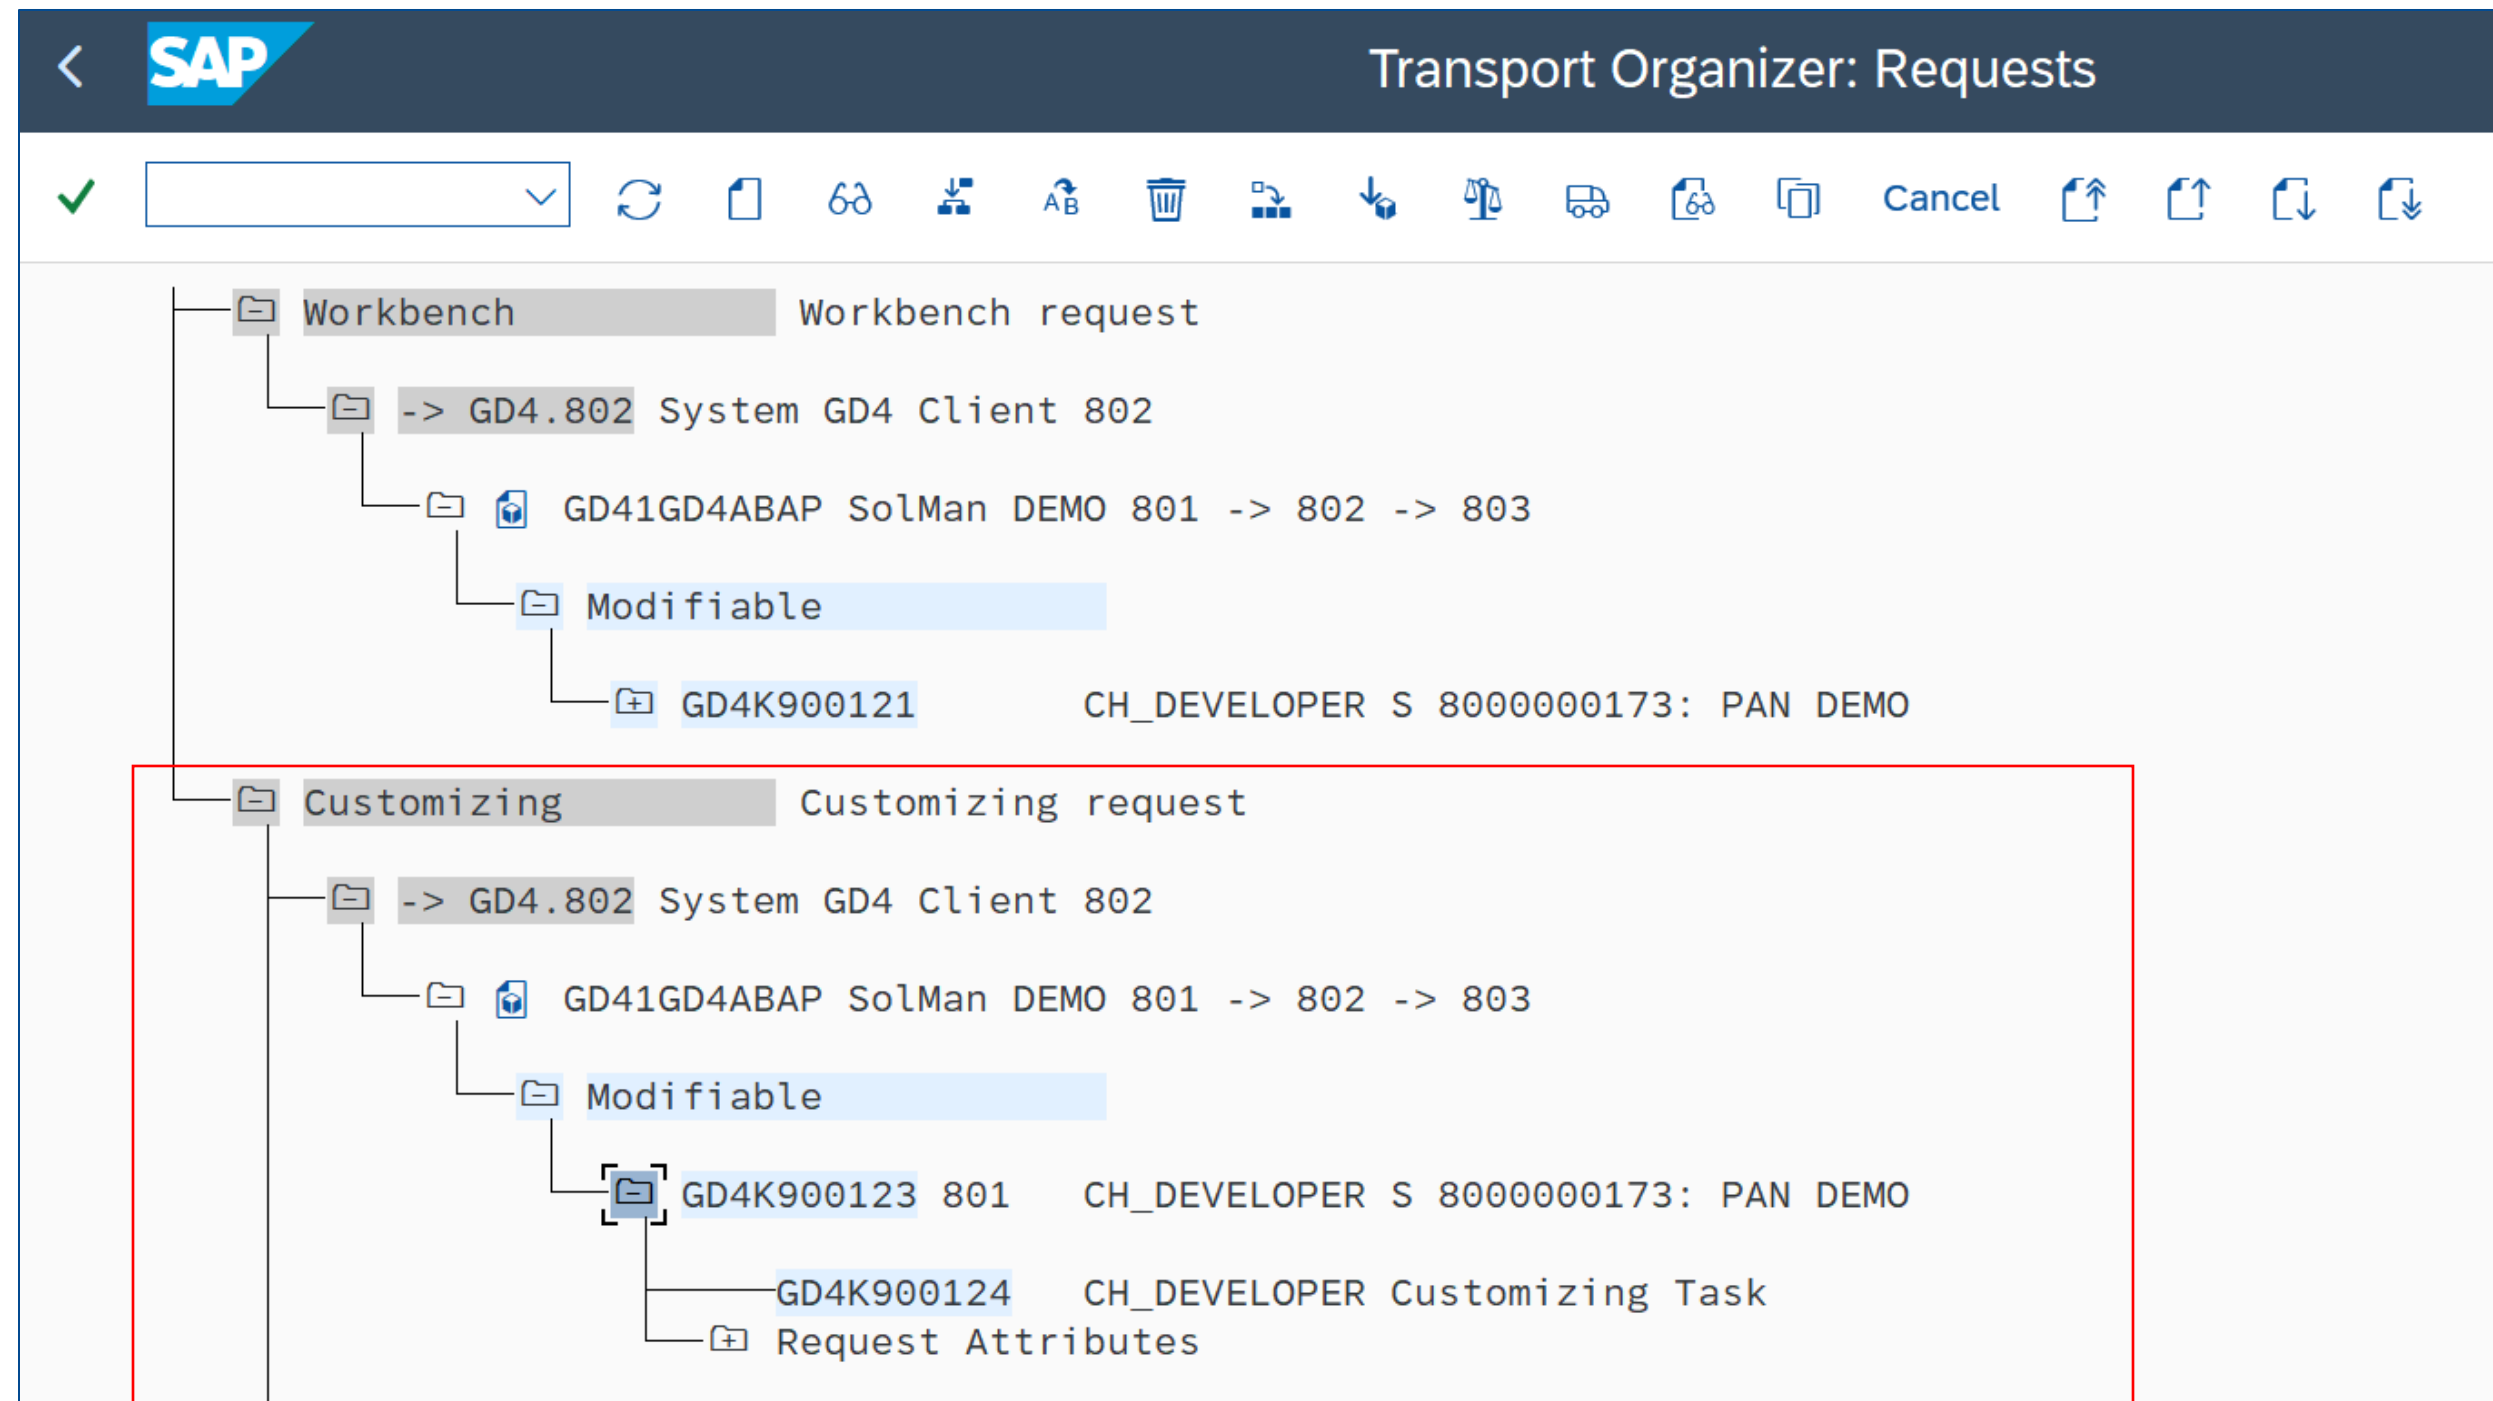 SAP
Transport Organizer: Requests
A B
Cancel
Workbench Workbench request
-> GD4.802 System GD4 Client 802
GD41GD4ABAP SolMan DEMO 801 -> 802 -> 803
Modifiable
GD4K900121 CH_DEVELOPER S 8000000173: PAN DEMO
Customizing Customizing request
-> GD4.802 System GD4 Client 802
GD41GD4ABAP SolMan DEMO 801 -> 802 -> 803
Modifiable
GD4K900123 801 CH_DEVELOPER S 8000000173: PAN DEMO
GD4K900124 CH_DEVELOPER Customizing Task
Request Attributes